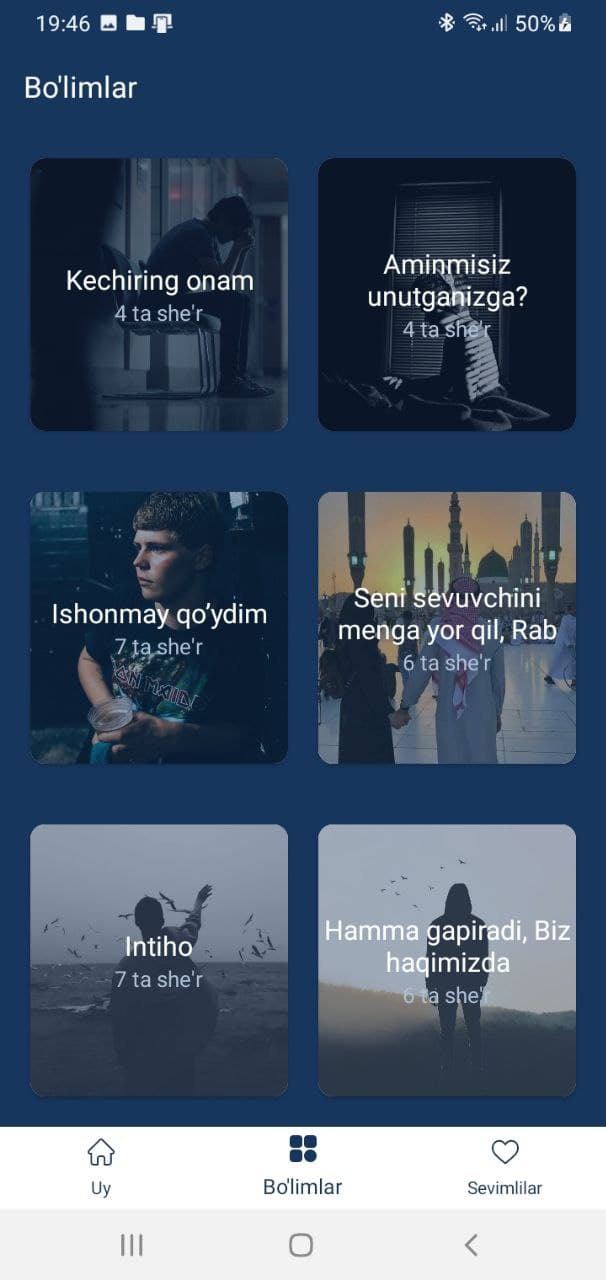 19:46
50%
Bo'limlar
Kechiring onam
4 ta she'r
Aminmisiz
unutganizga?
4 ta she'r
Ishonmay qo’ydim
7 ta she'r
IRON MAIDEN
Seni sevuvchini
menga yor qil, Rab
6 ta she'r
Intiho
7 ta she'r
Hamma gapiradi, Biz
haqimizda
6 ta she'r
Uy
Bo'limlar
Sevimlilar